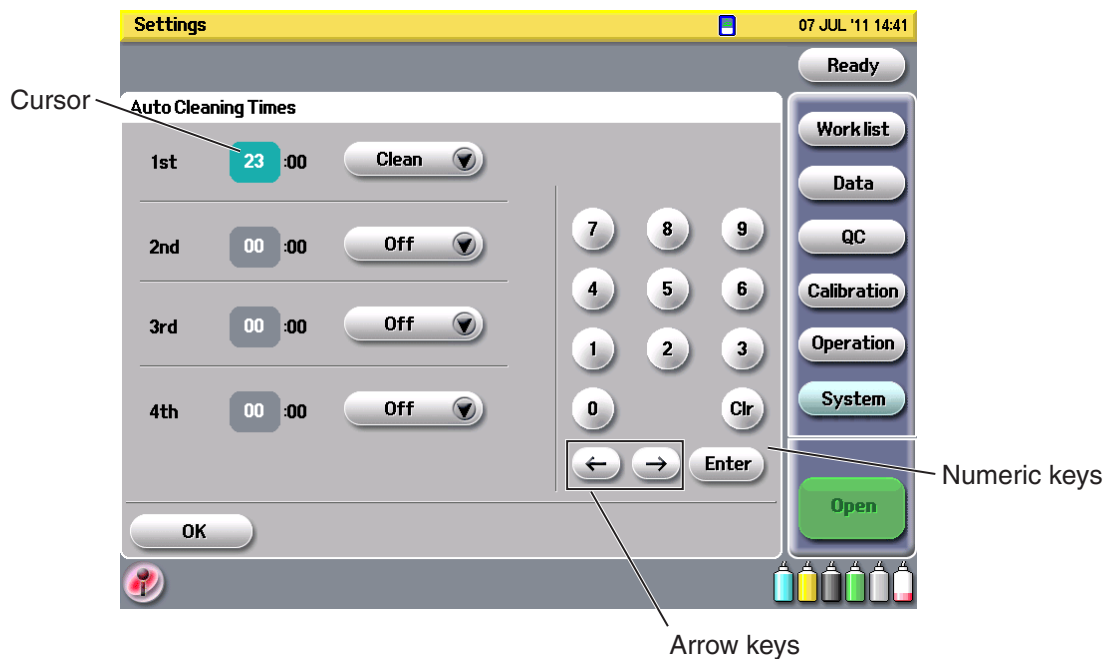 Settings
07 JUL '11 14:41
Ready
Cursor
Auto Cleaning Times
1st 23 :00 Clean
2nd 00 :00 Off
3rd 00 :00 Off
4th 00 :00 Off
7 8 9
4 5 6
1 2 3
0 Clr
← → Enter
OK
Work list
Data
QC
Calibration
Operation
System
Open
Numeric keys
Arrow keys